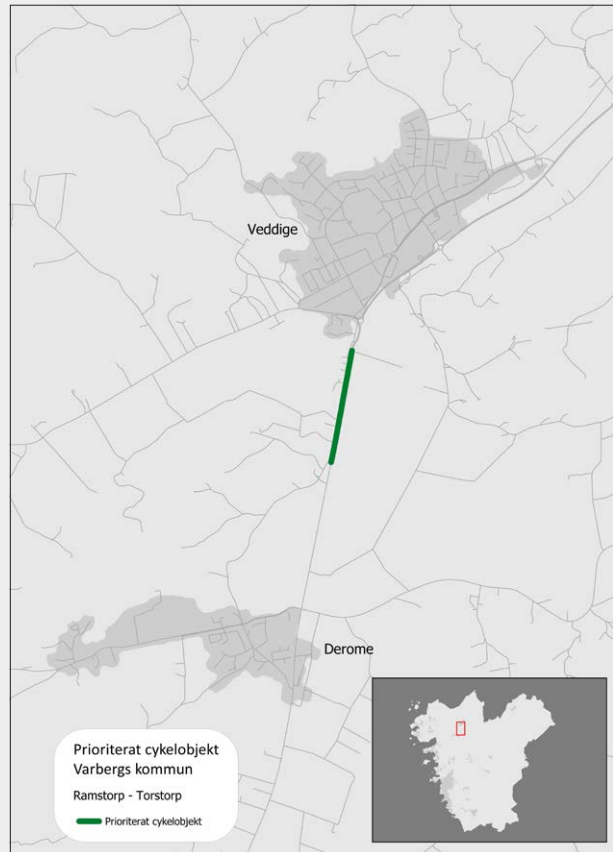 Veddige
Derome
Prioriterat cykelobjekt
Varbergs kommun
Ramstorp - Torstorp
Prioriterat cykelobjekt